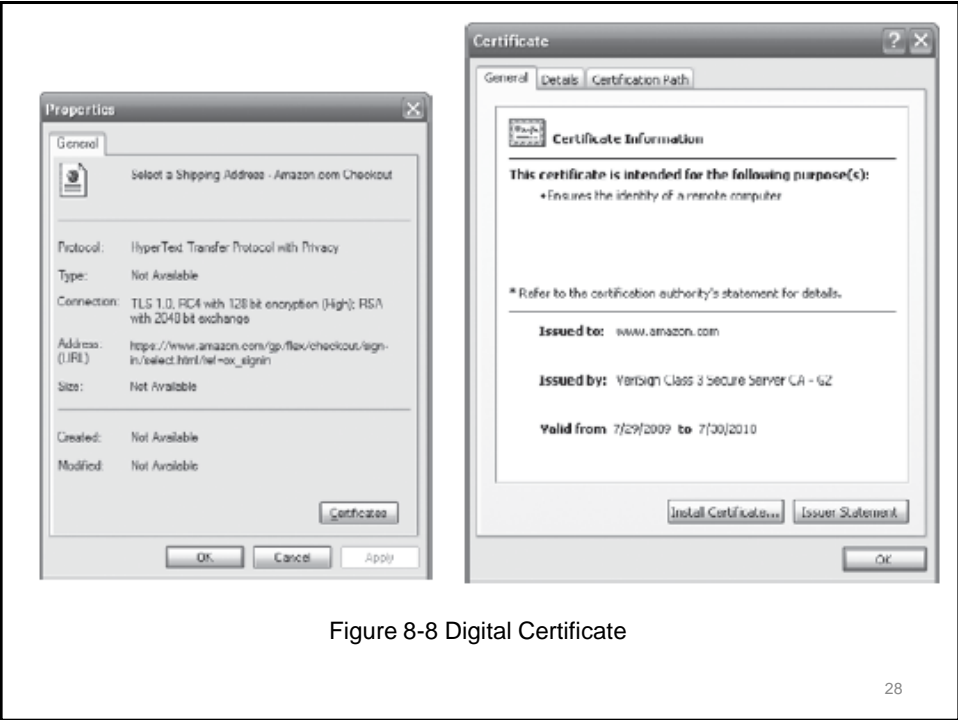 Properties
General
Select a Shipping Address - Amazon.com Checkout
Protocol: HyperText Transfer Protocol with Privacy
Type: Not Available
Connection: TLS 1.0, RC4 with 128 bit encryption (High); RSA
with 2048 bit exchange
Address: https://www.amazon.com/gp/flex/checkout/sign-
(URL) in/select.html/ref=ox_signin
Size: Not Available
Created: Not Available
Modified: Not Available
Certificates
OK Cancel Apply
Certificate
General Details Certification Path
Certificate Information
This certificate is intended for the following purpose(s):
•Ensures the identity of a remote computer
* Refer to the certification authority's statement for details.
Issued to: www.amazon.com
Issued by: VeriSign Class 3 Secure Server CA - G2
Valid from 7/29/2009 to 7/30/2010
Install Certificate... Issuer Statement
OK
Figure 8-8 Digital Certificate
28